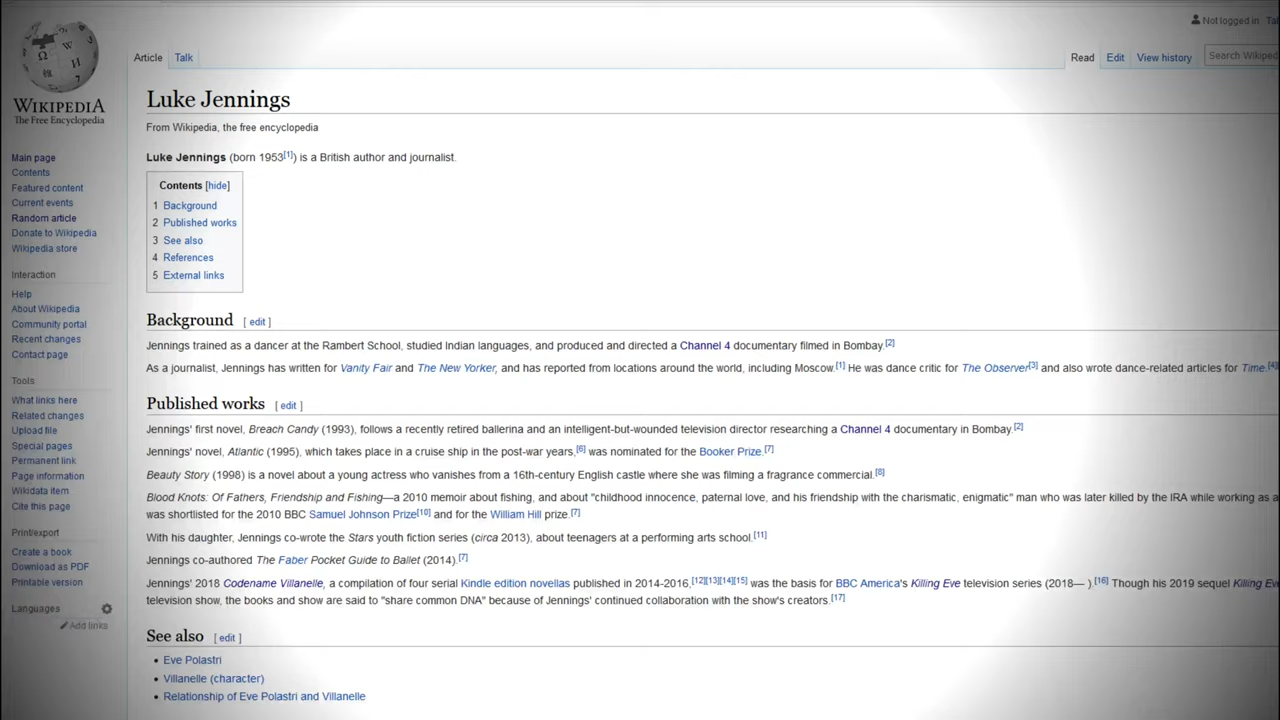 Not logged in
Article Talk Read Edit View history Search Wikiped
WIKIPEDIA
The Free Encyclopedia
Luke Jennings
From Wikipedia, the free encyclopedia
Luke Jennings (born 1953[1]) is a British author and journalist.
Main page
Contents
Featured content
Current events
Random article
Donate to Wikipedia
Wikipedia store
Interaction
Help
About Wikipedia
Community portal
Recent changes
Contact page
Tools
What links here
Related changes
Upload file
Special pages
Permanent link
Page information
Wikidata item
Cite this page
Print/export
Create a book
Download as PDF
Printable version
Languages
Add links
Contents [hide]
1 Background
2 Published works
3 See also
4 References
5 External links
Background [ edit ]
Jennings trained as a dancer at the Rambert School, studied Indian languages, and produced and directed a Channel 4 documentary filmed in Bombay.[2]
As a journalist, Jennings has written for Vanity Fair and The New Yorker, and has reported from locations around the world, including Moscow.[1] He was dance critic for The Observer[3] and also wrote dance-related articles for Time.[4]
Published works [ edit ]
Jennings' first novel, Breach Candy (1993), follows a recently retired ballerina and an intelligent-but-wounded television director researching a Channel 4 documentary in Bombay.[2]
Jennings' novel, Atlantic (1995), which takes place in a cruise ship in the post-war years,[6] was nominated for the Booker Prize.[7]
Beauty Story (1998) is a novel about a young actress who vanishes from a 16th-century English castle where she was filming a fragrance commercial.[8]
Blood Knots: Of Fathers, Friendship and Fishing—a 2010 memoir about fishing, and about "childhood innocence, paternal love, and his friendship with the charismatic, enigmatic" man who was later killed by the IRA while working as a
was shortlisted for the 2010 BBC Samuel Johnson Prize[10] and for the William Hill prize.[7]
With his daughter, Jennings co-wrote the Stars youth fiction series (circa 2013), about teenagers at a performing arts school.[11]
Jennings co-authored The Faber Pocket Guide to Ballet (2014).[7]
Jennings' 2018 Codename Villanelle, a compilation of four serial Kindle edition novellas published in 2014-2016,[12][13][14][15] was the basis for BBC America's Killing Eve television series (2018— ).[16] Though his 2019 sequel Killing Ev
television show, the books and show are said to "share common DNA" because of Jennings' continued collaboration with the show's creators.[17]
See also [ edit ]
• Eve Polastri
• Villanelle (character)
• Relationship of Eve Polastri and Villanelle